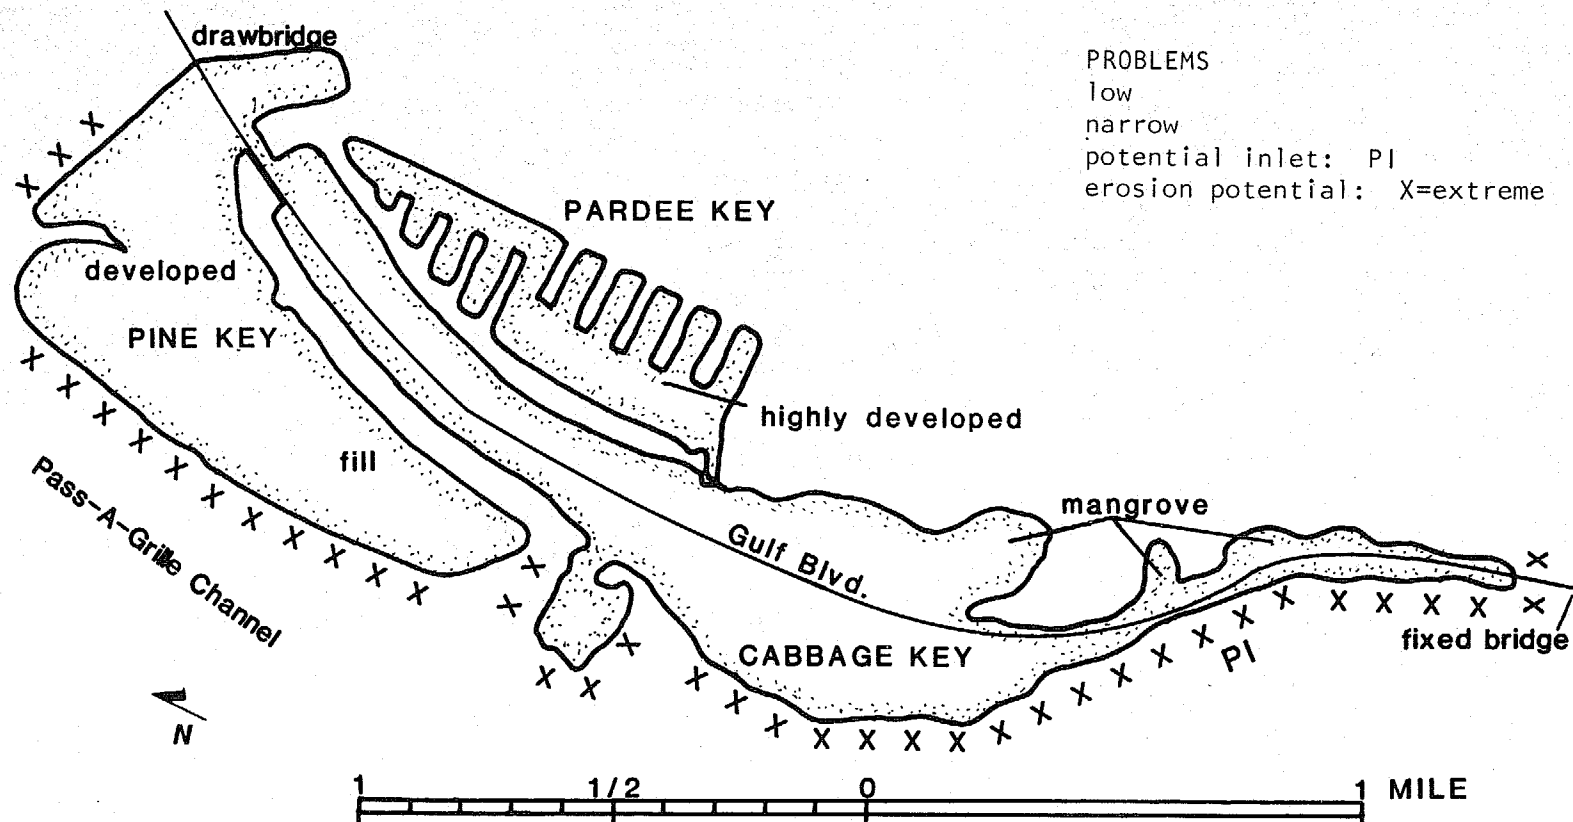 drawbridge
PROBLEMS
low
narrow
potential inlet: PI
erosion potential: X=extreme
X
X
X
PARDEE KEY
developed
PINE KEY
X X X X X X X X X X X
highly developed
fill
Pass-A-Grille Channel
mangrove
Gulf Blvd.
X
X
X
X X
CABBAGE KEY
X X X X X X X X X X X X X X X X X X X X
PI
X
X
fixed bridge
N
1 1/2 0 1 MILE